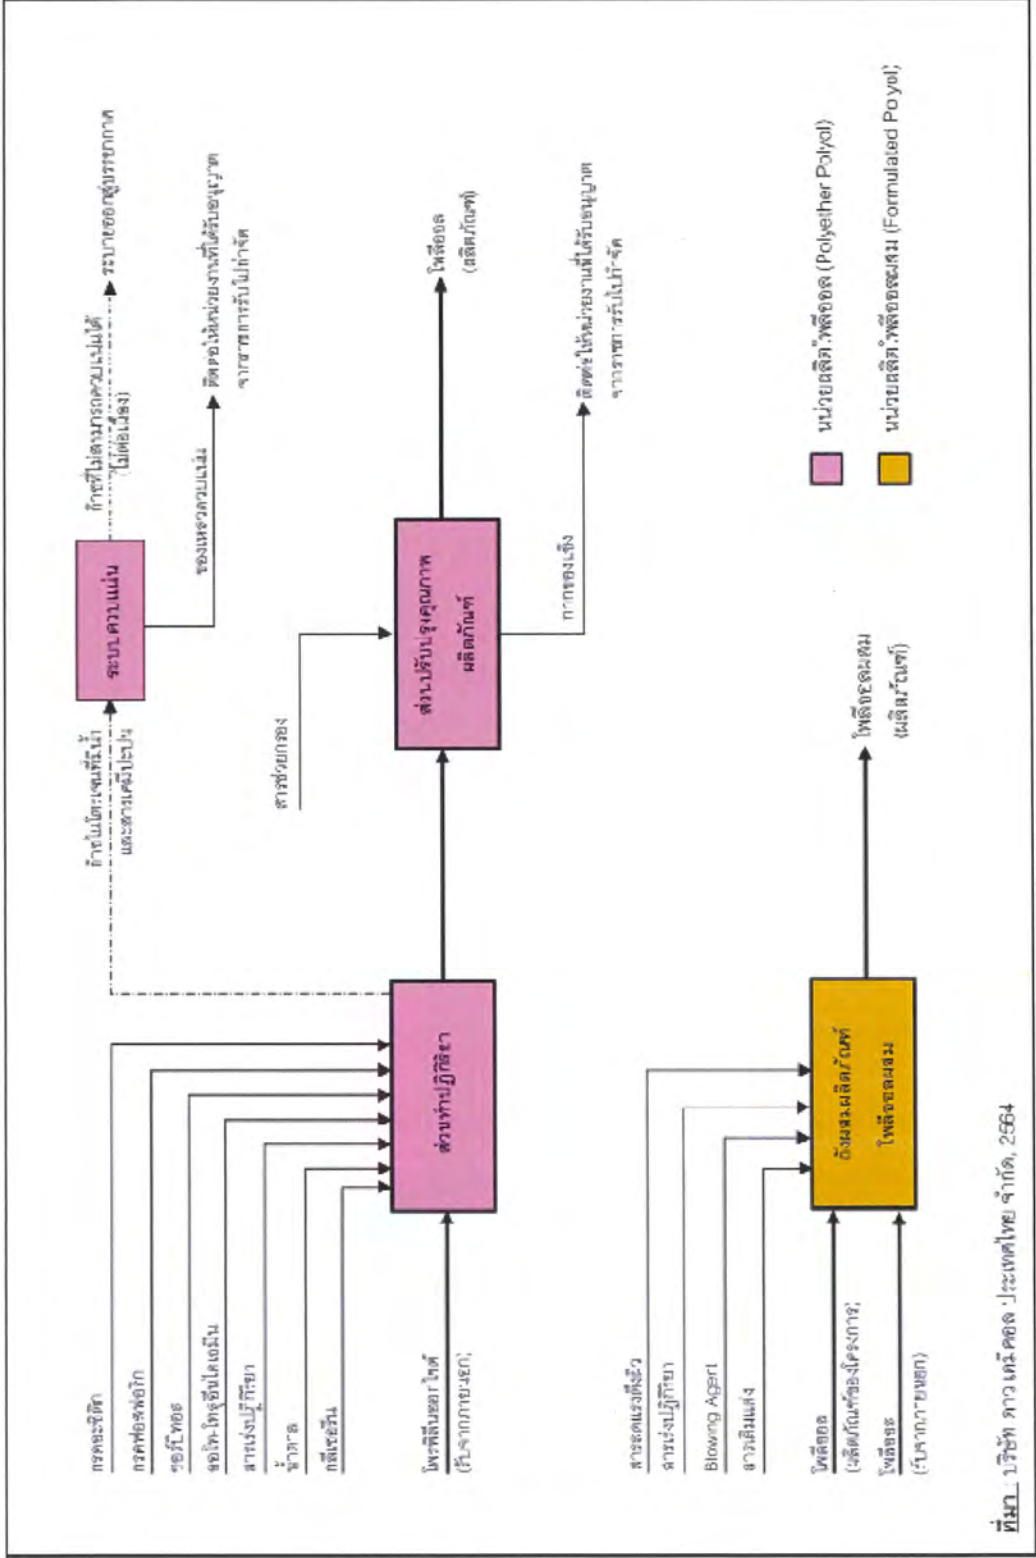 กรดอะซิติก
กรดฟอสฟอริก
ซอร์บิทอล
ออโท-โทลูอีนไดเอมีน
สารเร่งปฏิกิริยา
น้ำตาล
กลีเซอรีน
โพรพิลีนออกไซด์
(รับจากภายนอก)
ส่วนทำปฏิกิริยา
ก๊าซไนโตรเจนที่มีน้ำ
และสารเคมีปะปน
ระบบควบแน่น
ก๊าซที่ไม่สามารถควบแน่นได้
(ไม่ต่อเนื่อง)
ระบายออกสู่บรรยากาศ
ของเหลวควบแน่น
ติดต่อให้หน่วยงานที่ได้รับอนุญาต
จากราชการรับไปกำจัด
สารช่วยกรอง
ส่วนปรับปรุงคุณภาพ
ผลิตภัณฑ์
โพลีออล
(ผลิตภัณฑ์)
กากของแข็ง
ติดต่อให้หน่วยงานที่ได้รับอนุญาต
จากราชการรับไปกำจัด
สารลดแรงตึงผิว
สารเร่งปฏิกิริยา
Blowing Agent
สารเติมแต่ง
โพลีออล
(ผลิตภัณฑ์ของโครงการ)
โพลีออล
(รับจากภายนอก)
ถังผสมผลิตภัณฑ์
โพลีออลผสม
โพลีออลผสม
(ผลิตภัณฑ์)
หน่วยผลิตโพลีออล (Polyether Polyol)
หน่วยผลิตโพลีออลผสม (Formulated Poyol)
ที่มา : บริษัท ดาว เคมิคอล ประเทศไทย จำกัด, 2564